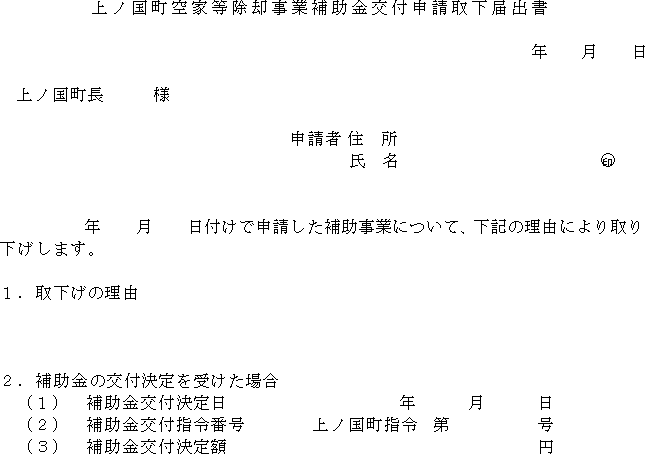 上ノ国町空家等除却事業補助金交付申請取下届出書
年　　月　　日
上ノ国町長　　　様
申請者 住　所
氏　名　　　　　　　　　　　　㊞
年　　月　　日付けで申請した補助事業について、下記の理由により取り
下げします。
１．取下げの理由
２．補助金の交付決定を受けた場合
（１）　補助金交付決定日　　　　　　　　　　年　　　月　　　日
（２）　補助金交付指令番号　　　　上ノ国町指令　第　　　　　号
（３）　補助金交付決定額　　　　　　　　　　　　　　　　　　円